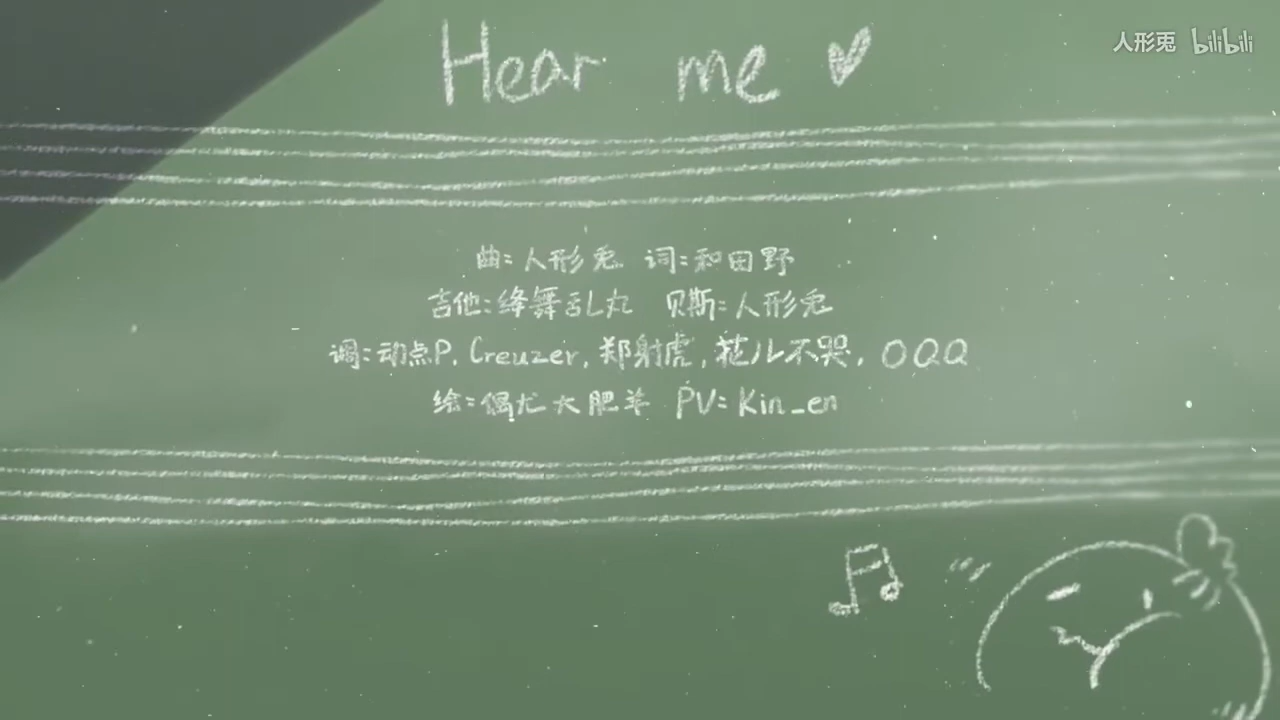 人形兎 bilibili
Hear me
曲:人形兎 词:和田野
吉他:绛舞乱丸 贝斯:人形兎
调:动点P, Creuzer, 郑射虎, 花儿不哭, OQQ
绘:偶尤大肥羊 PV:Kin_en